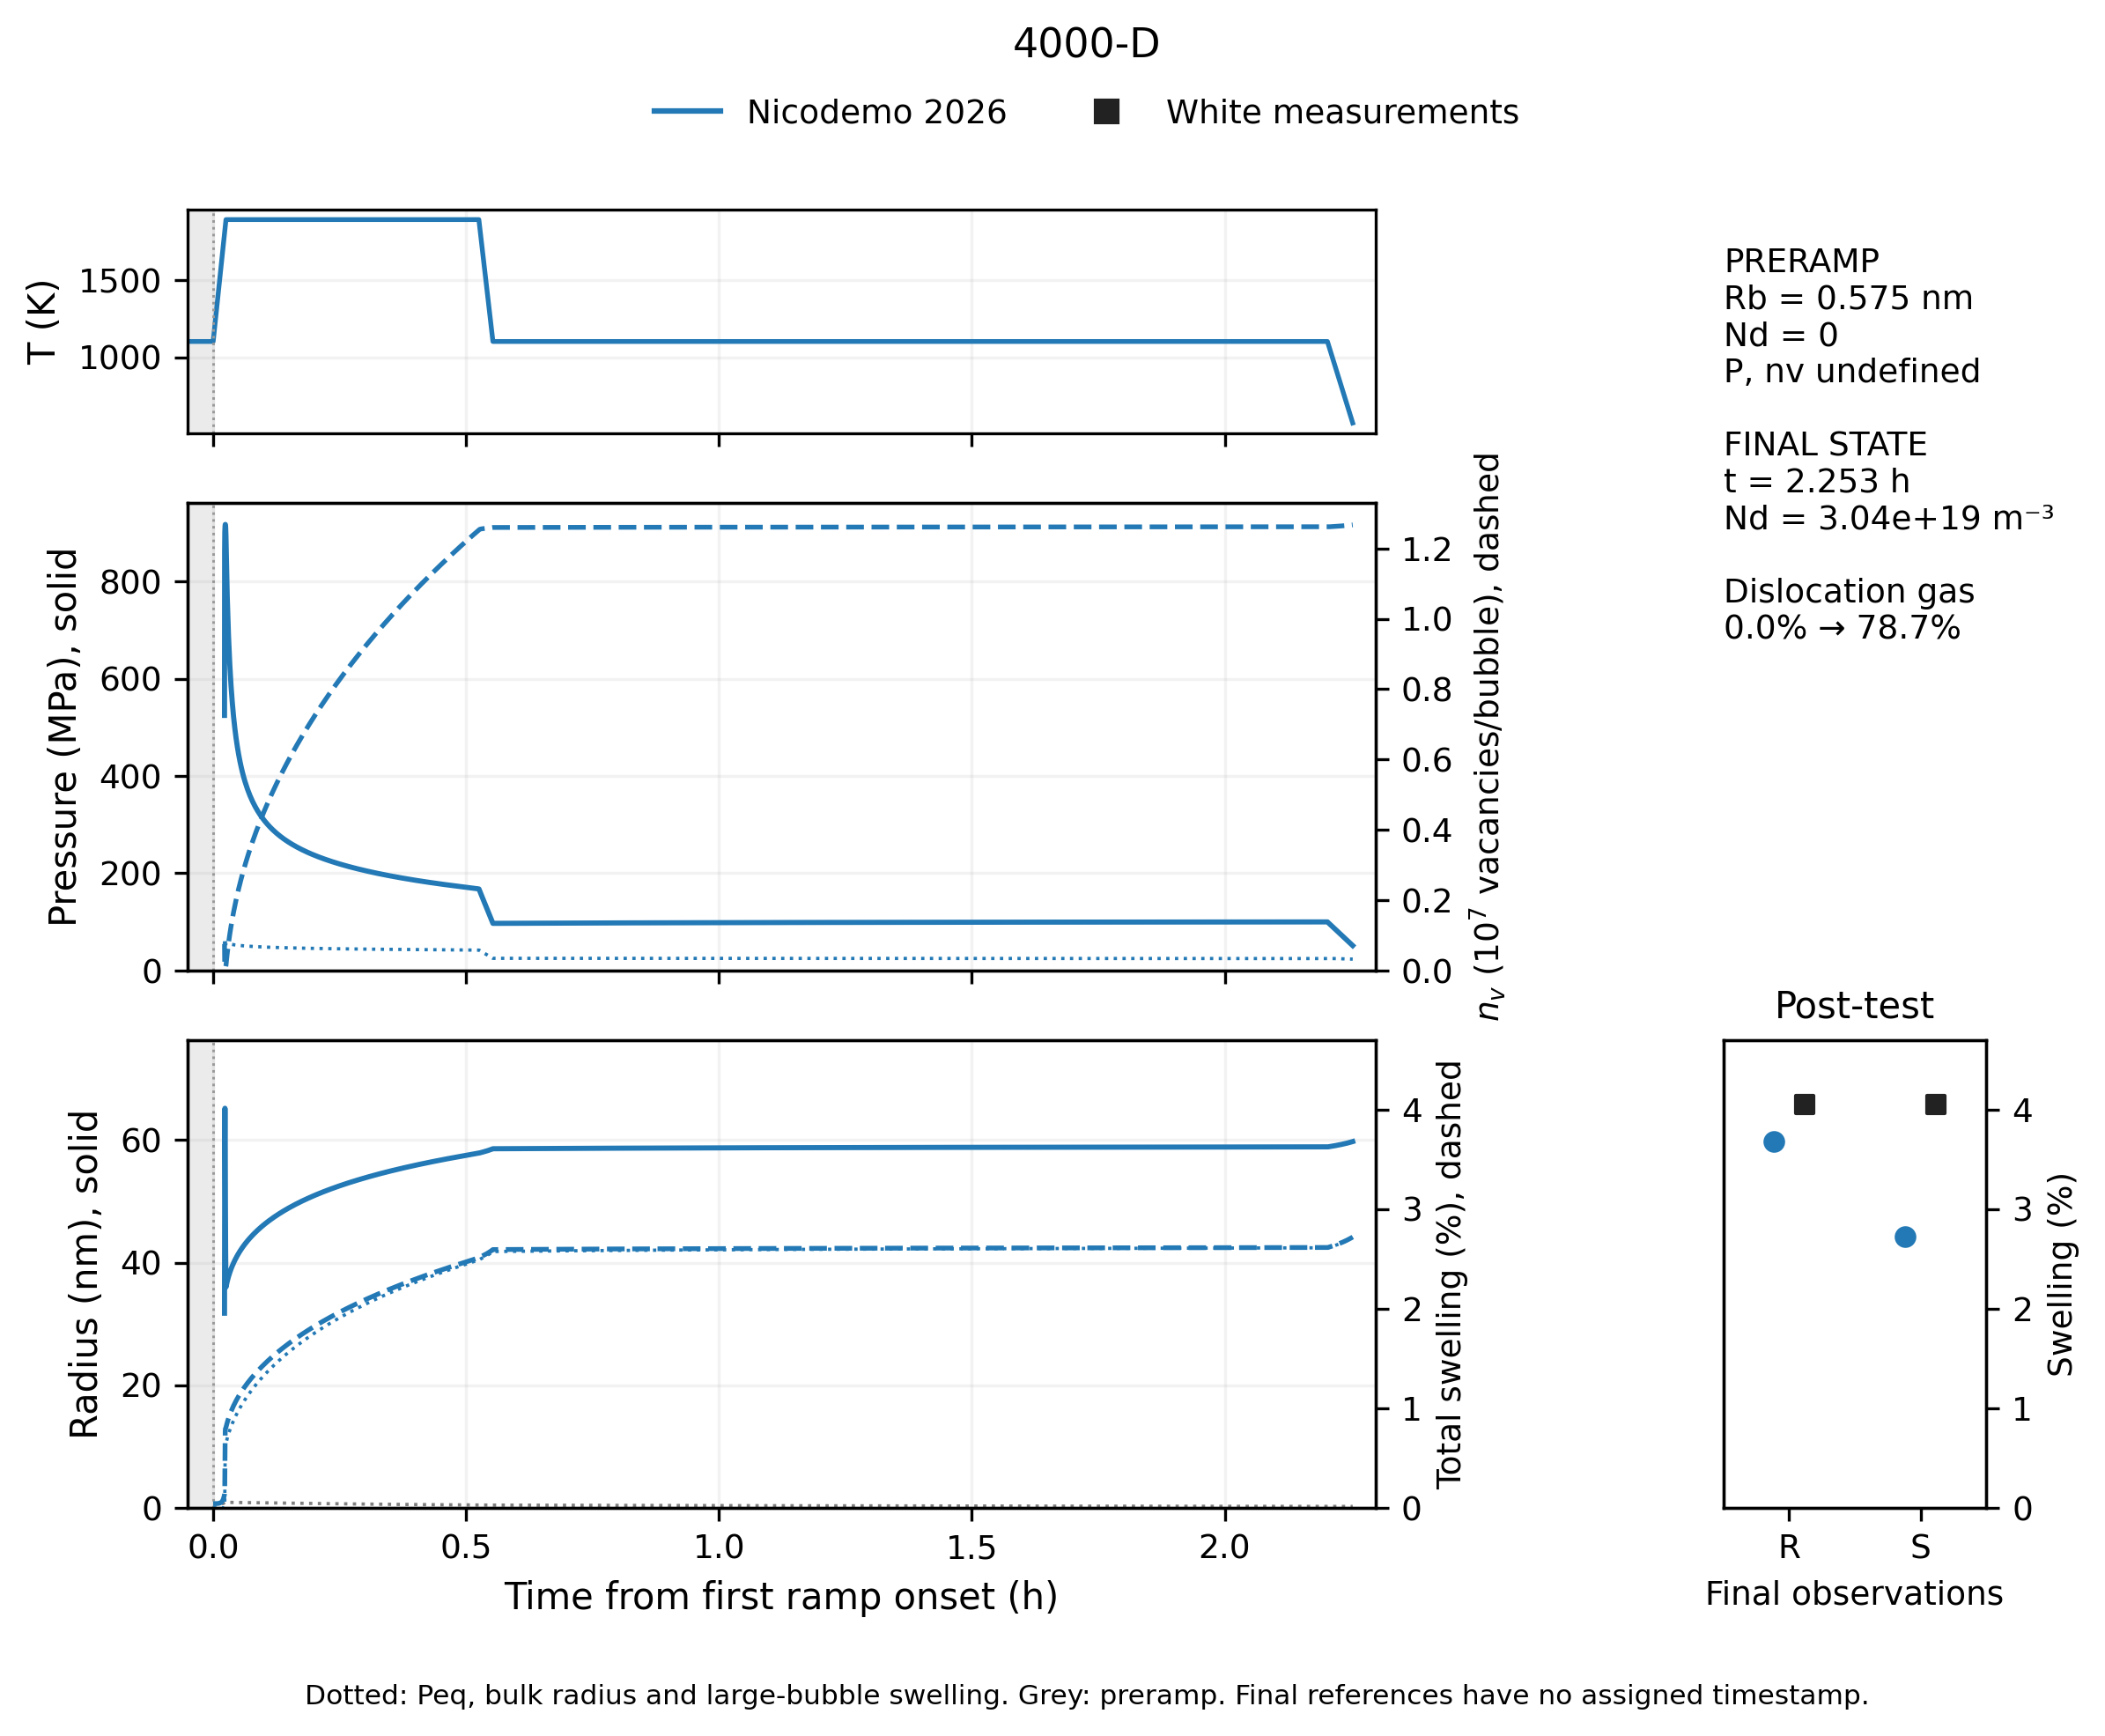 4000-D
Nicodemo 2026
White measurements
T (K)
1500
1000
PRERAMP
Rb = 0.575 nm
Nd = 0
P, nv undefined
FINAL STATE
t = 2.253 h
Nd = 3.04e+19 m⁻³
Dislocation gas
0.0% → 78.7%
Pressure (MPa), solid
800
600
400
200
0
1.2
1.0
0.8
0.6
0.4
0.2
0.0
n_v (10⁷ vacancies/bubble), dashed
Radius (nm), solid
60
40
20
0
4
3
2
1
0
Total swelling (%), dashed
0.0
0.5
1.0
1.5
2.0
Time from first ramp onset (h)
Post-test
4
3
2
1
0
Swelling (%)
R
S
Final observations
Dotted: Peq, bulk radius and large-bubble swelling. Grey: preramp. Final references have no assigned timestamp.